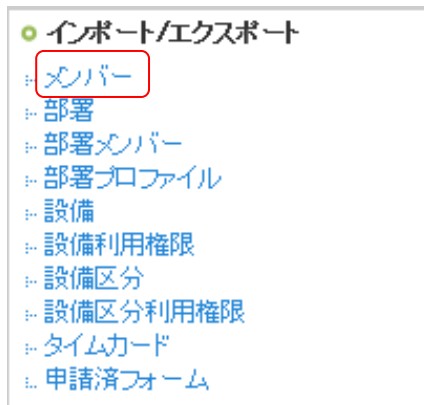 インポート/エクスポート
メンバー
部署
部署メンバー
部署プロファイル
設備
設備利用権限
設備区分
設備区分利用権限
タイムカード
申請済フォーム